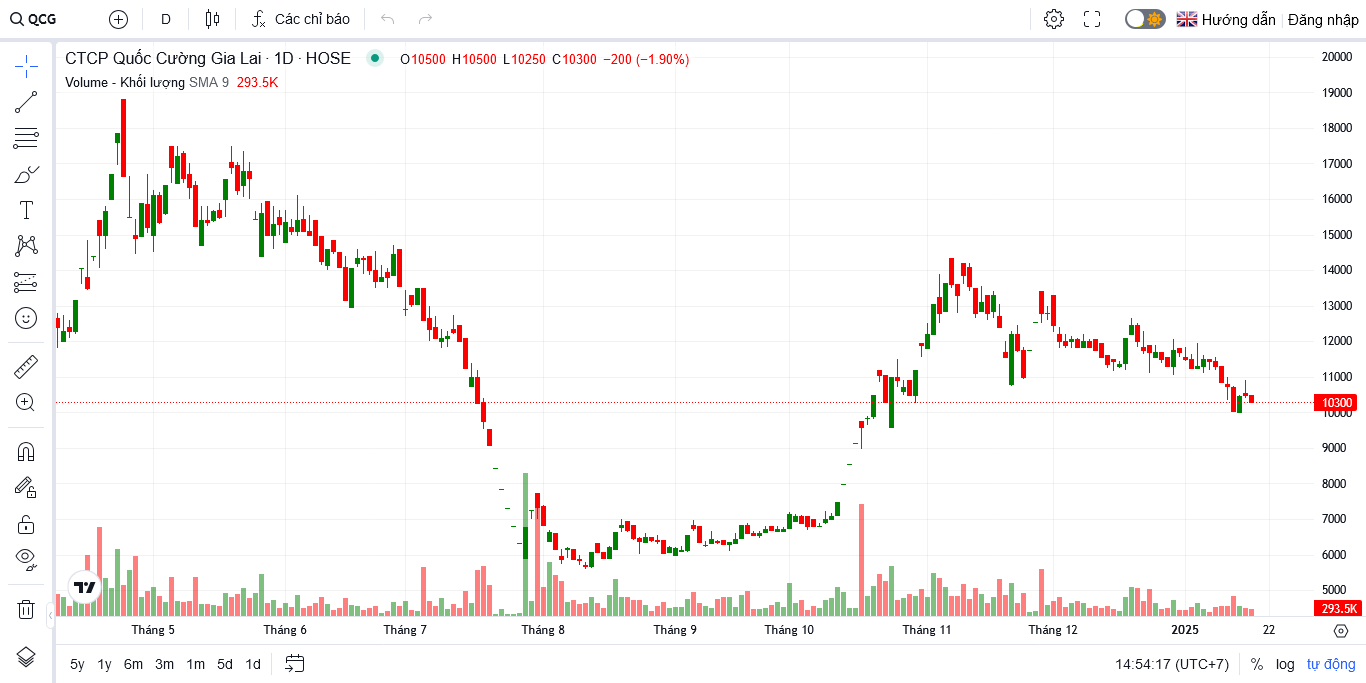 QCG D Các chỉ báo Hướng dẫn Đăng nhập
CTCP Quốc Cường Gia Lai · 1D · HOSE O10500 H10500 L10250 C10300 −200 (−1.90%)
Volume - Khối lượng SMA 9 293.5K
20000
19000
18000
17000
16000
15000
14000
13000
12000
11000
10300
10000
9000
8000
7000
6000
5000
293.5K
Tháng 5 Tháng 6 Tháng 7 Tháng 8 Tháng 9 Tháng 10 Tháng 11 Tháng 12 2025 22
5y 1y 6m 3m 1m 5d 1d 14:54:17 (UTC+7) % log tự động